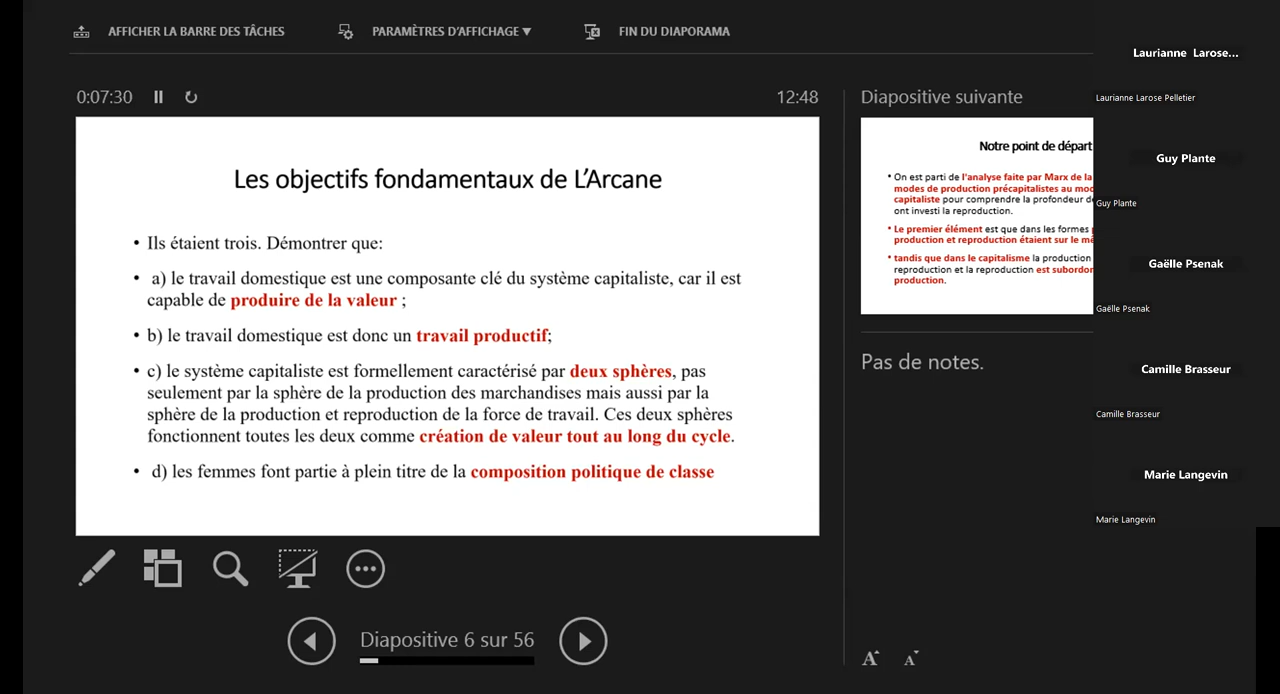 AFFICHER LA BARRE DES TÂCHES
PARAMÈTRES D'AFFICHAGE ▼
FIN DU DIAPORAMA
0:07:30
12:48
Les objectifs fondamentaux de L'Arcane
• Ils étaient trois. Démontrer que:
• a) le travail domestique est une composante clé du système capitaliste, car il est
capable de produire de la valeur ;
• b) le travail domestique est donc un travail productif;
• c) le système capitaliste est formellement caractérisé par deux sphères, pas
seulement par la sphère de la production des marchandises mais aussi par la
sphère de la production et reproduction de la force de travail. Ces deux sphères
fonctionnent toutes les deux comme création de valeur tout au long du cycle.
• d) les femmes font partie à plein titre de la composition politique de classe
Diapositive 6 sur 56
Diapositive suivante
Notre point de départ
• On est parti de l'analyse faite par Marx de la
modes de production précapitalistes au
capitaliste pour comprendre la profondeur
ont investi la reproduction.
• Le premier élément est que dans les formes
production et reproduction étaient sur le
• tandis que dans le capitalisme la production
reproduction et la reproduction est
production.
Pas de notes.
A A
Laurianne Larose...
Laurianne Larose Pelletier
Guy Plante
Guy Plante
Gaëlle Psenak
Gaëlle Psenak
Camille Brasseur
Camille Brasseur
Marie Langevin
Marie Langevin